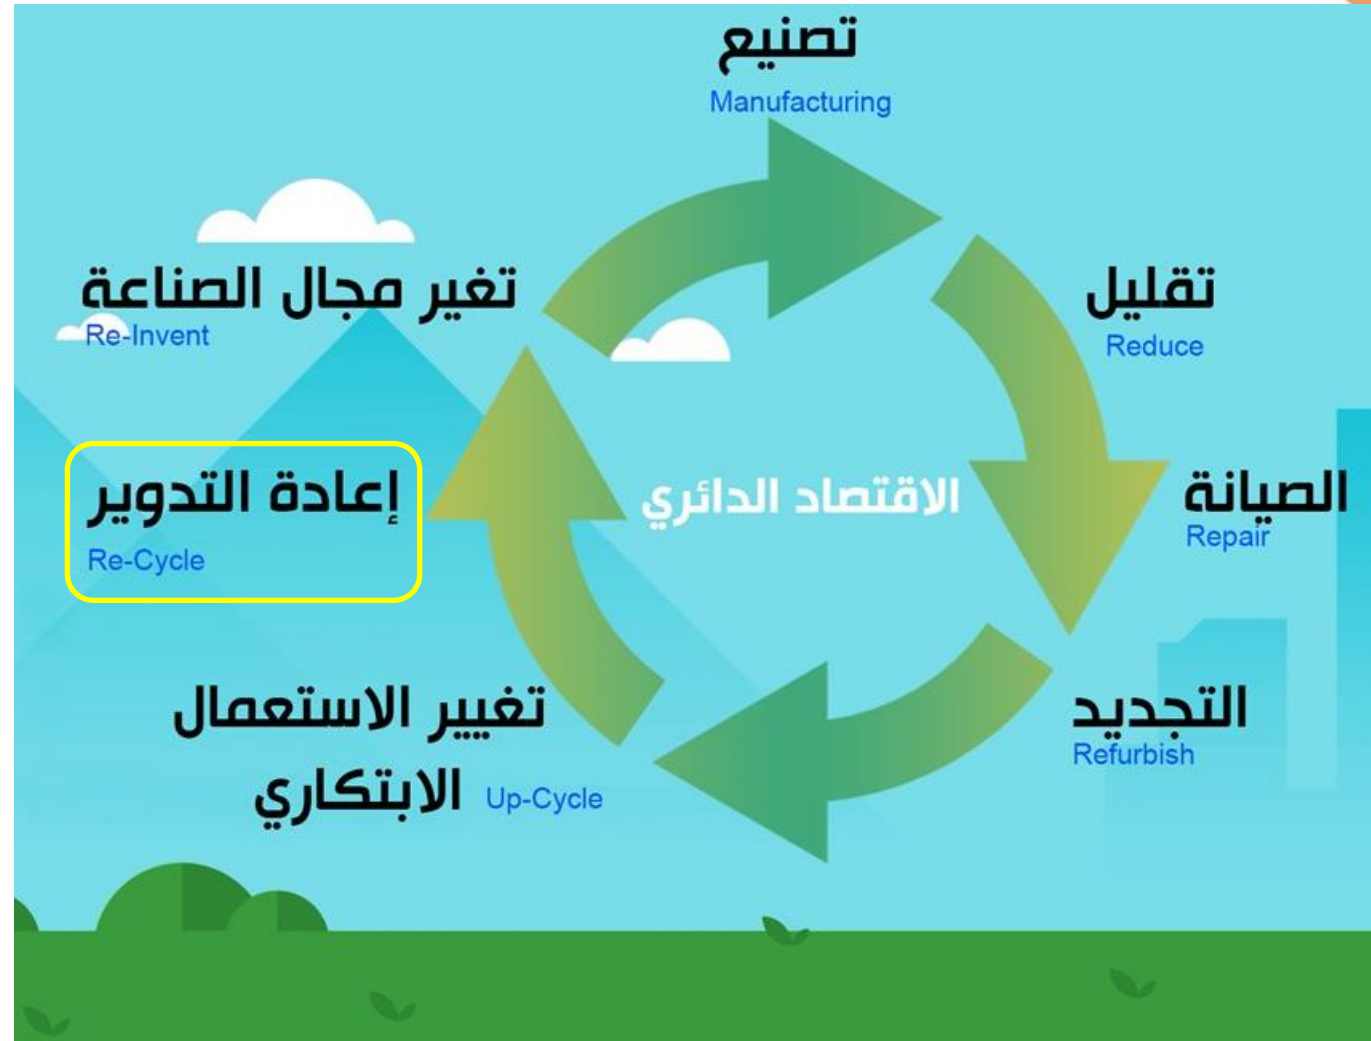 تصنيع
Manufacturing
تقليل
Reduce
الصيانة
Repair
التجديد
Refurbish
تغيير الاستعمال
الابتكاري Up-Cycle
إعادة التدوير
Re-Cycle
تغير مجال الصناعة
Re-Invent
الاقتصاد الدائري